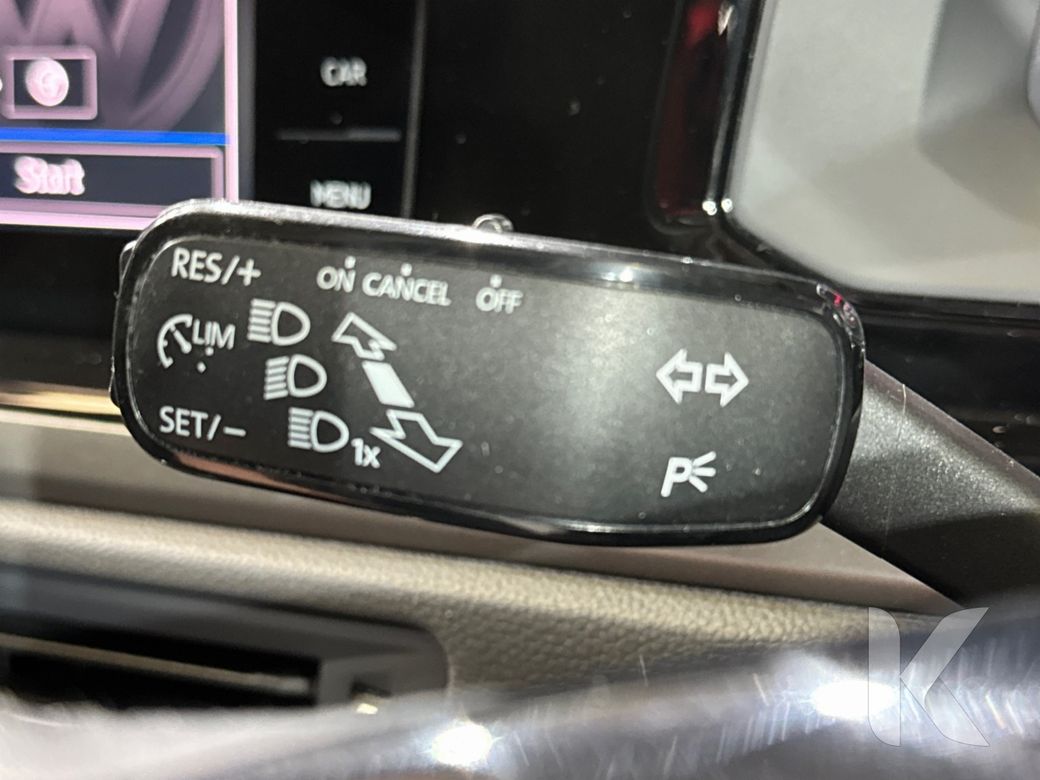 CAR
Start
MENU
RES/+ ON CANCEL OFF
LIM
SET/− 1x
P
K